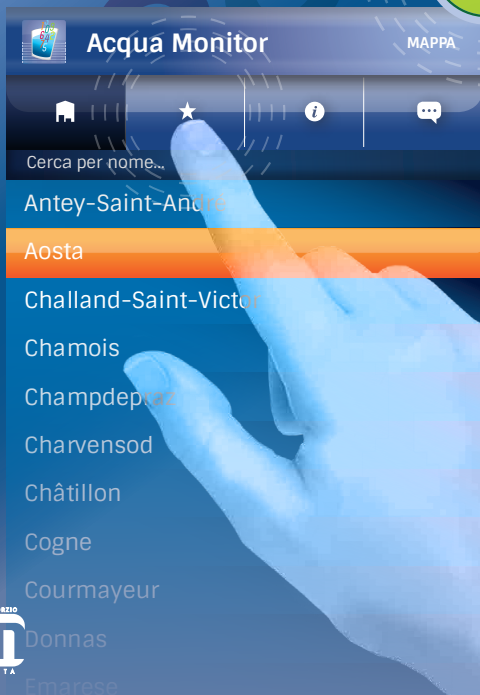 Acqua Monitor
MAPPA
Cerca per nome...
Antey-Saint-André
Aosta
Challand-Saint-Victor
Chamois
Champdepraz
Charvensod
Châtillon
Cogne
Courmayeur
Donnas
Emarese